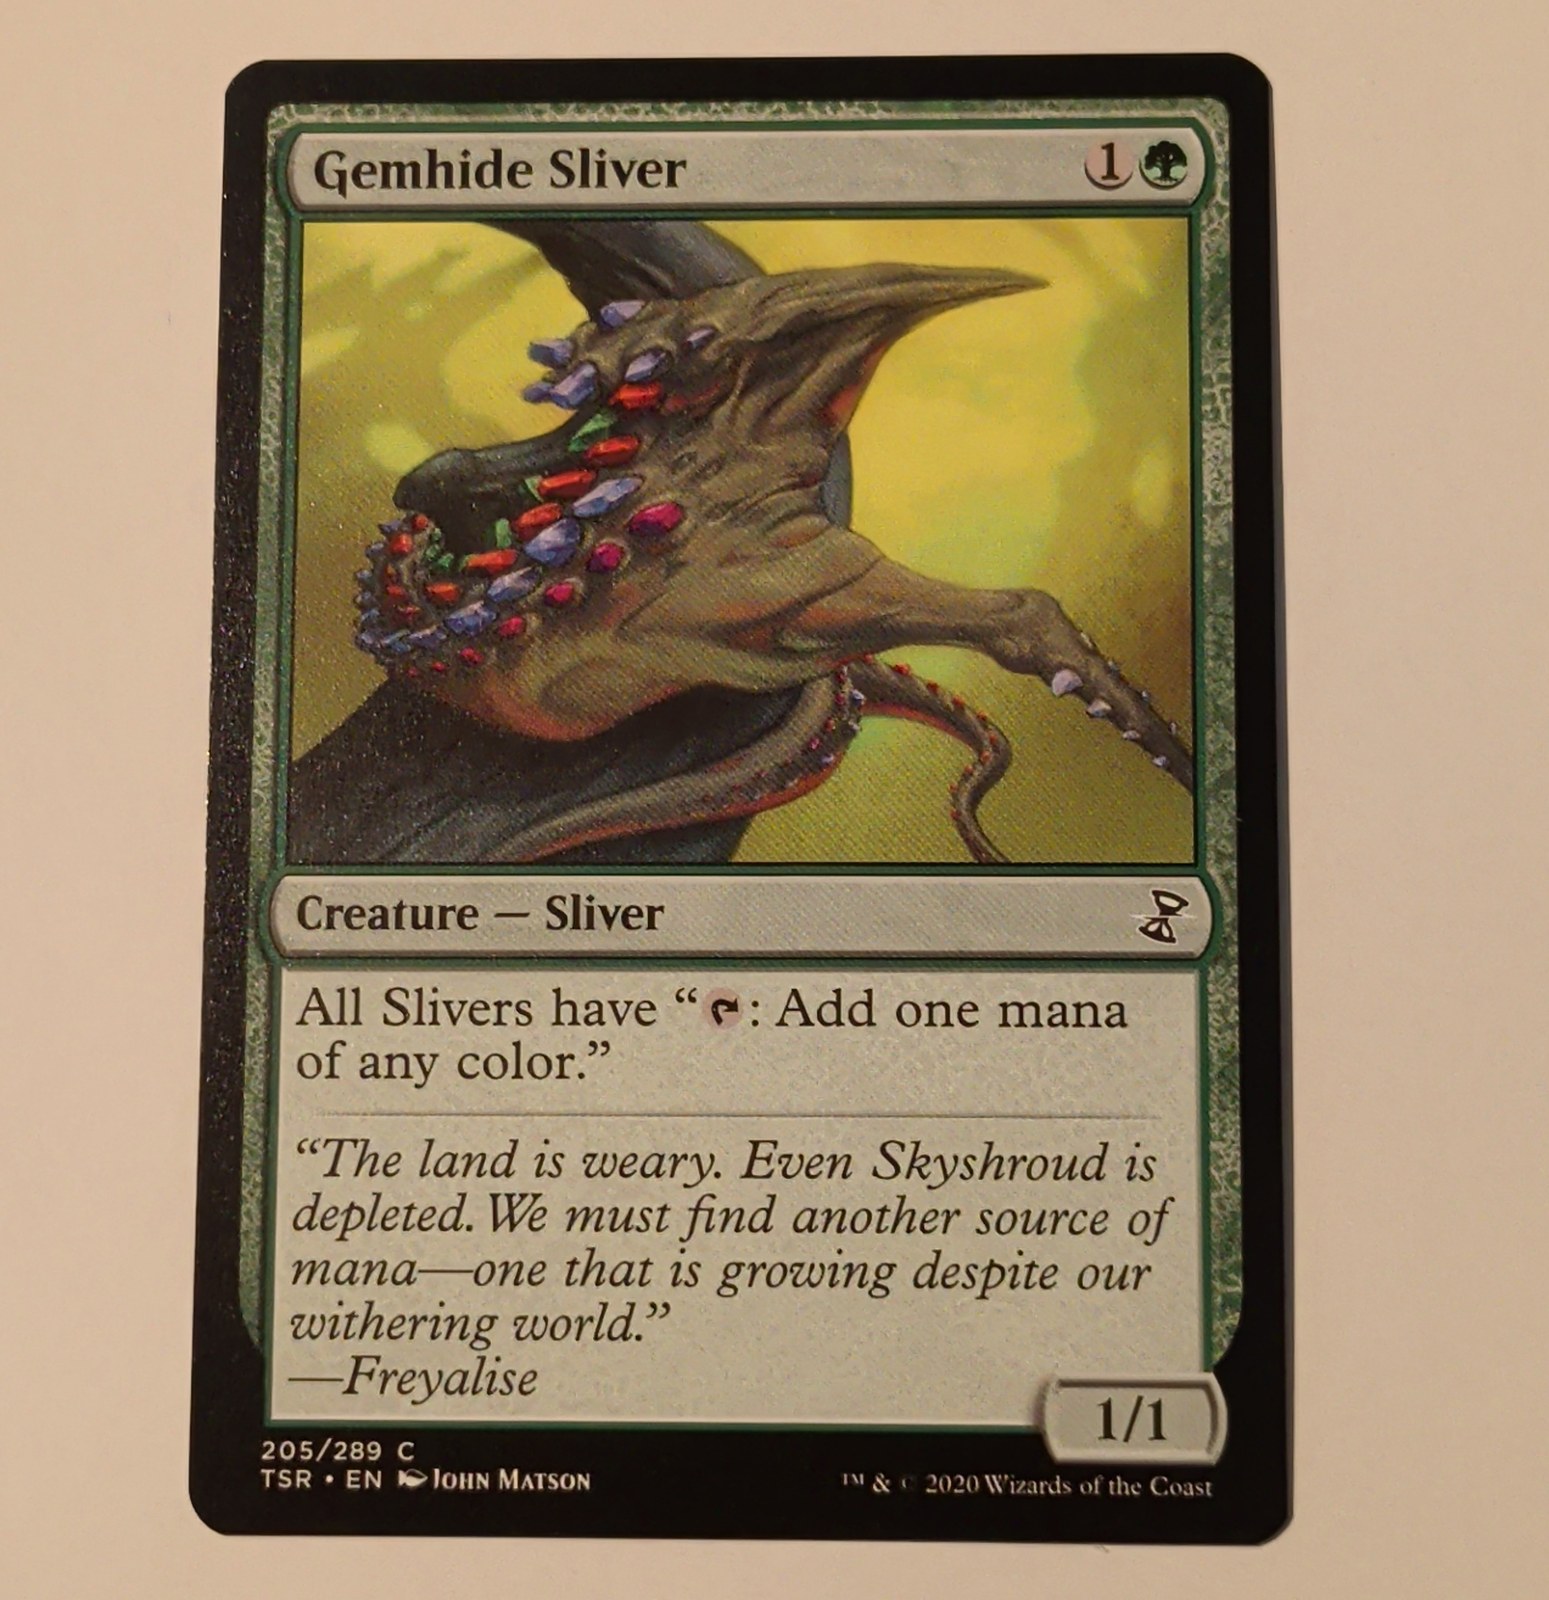 Gemhide Sliver 1
Creature — Sliver
All Slivers have “: Add one mana
of any color.”
“The land is weary. Even Skyshroud is
depleted. We must find another source of
mana—one that is growing despite our
withering world.”
—Freyalise
1/1
205/289 C
TSR • EN John Matson
™ & © 2020 Wizards of the Coast